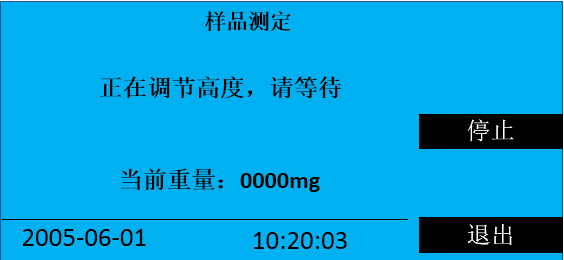 样品测定
正在调节高度，请等待
停止
当前重量：0000mg
2005-06-01
10:20:03
退出